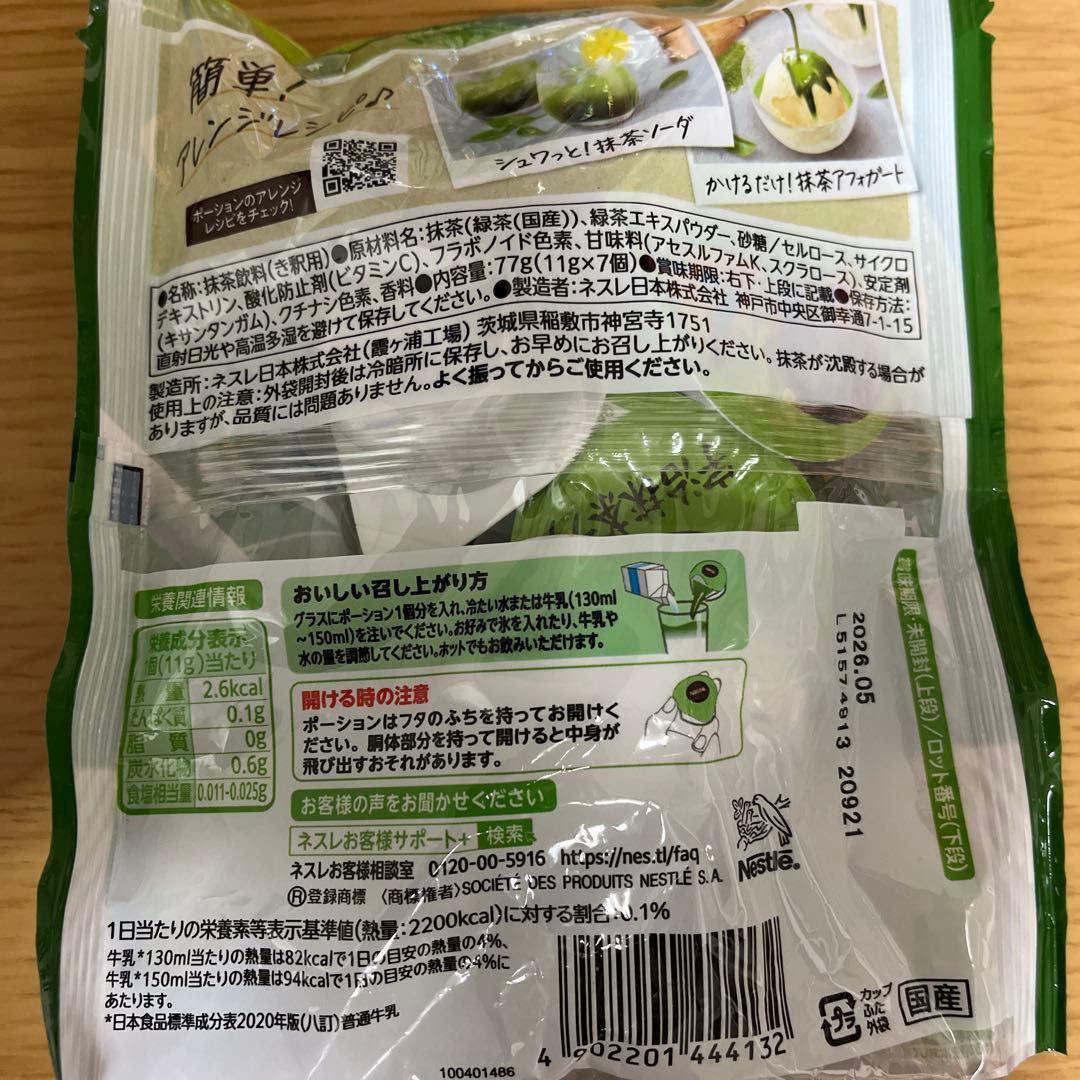 簡単!
アレンジレシピ♪
ポーションのアレンジ
レシピをチェック!
シュワっと!抹茶ソーダ
かけるだけ!抹茶アフォガート
●名称:抹茶飲料(き釈用)●原材料名:抹茶(緑茶(国産))、緑茶エキスパウダー、砂糖/セルロース、サイクロ
デキストリン、酸化防止剤(ビタミンC)、フラボノイド色素、甘味料(アセスルファムK、スクラロース)、安定剤
(キサンタンガム)、クチナシ色素、香料●内容量:77g(11g×7個)●賞味期限:右下・上段に記載●保存方法:
直射日光や高温多湿を避けて保存してください。●製造者:ネスレ日本株式会社 神戸市中央区御幸通7-1-15
製造所:ネスレ日本株式会社(霞ヶ浦工場) 茨城県稲敷市神宮寺1751
使用上の注意:外袋開封後は冷暗所に保存し、お早めにお召し上がりください。抹茶が沈殿する場合が
ありますが、品質には問題ありません。よく振ってからご使用ください。
宇治抹茶
栄養関連情報
栄養成分表示
1個(11g)当たり
熱量 2.6kcal
たんぱく質 0.1g
脂質 0g
炭水化物 0.6g
食塩相当量 0.011-0.025g
おいしい召し上がり方
グラスにポーション1個分を入れ、冷たい水または牛乳(130ml
~150ml)を注いでください。お好みで氷を入れたり、牛乳や
水の量を調節してください。ホットでもお飲みいただけます。
開ける時の注意
ポーションはフタのふちを持ってお開けく
ださい。胴体部分を持って開けると中身が
飛び出すおそれがあります。
お客様の声をお聞かせください
ネスレお客様サポート+ 検索
ネスレお客様相談室 0120-00-5916 https://nes.tl/faq
Ⓡ登録商標 〈商標権者〉SOCIÉTÉ DES PRODUITS NESTLÉ S.A.
Nestlé®
賞味期限:未開封(上段)/ロット番号(下段)
2026.05
L 51574913 20921
1日当たりの栄養素等表示基準値(熱量:2200kcal)に対する割合:0.1%
牛乳*130ml当たりの熱量は82kcalで1日の目安の熱量の4%、
牛乳*150ml当たりの熱量は94kcalで1日の目安の熱量の4%に
あたります。
*日本食品標準成分表2020年版(八訂)普通牛乳
4 902201 444132
100401486
プラ
カップ
ふた
外袋
国産